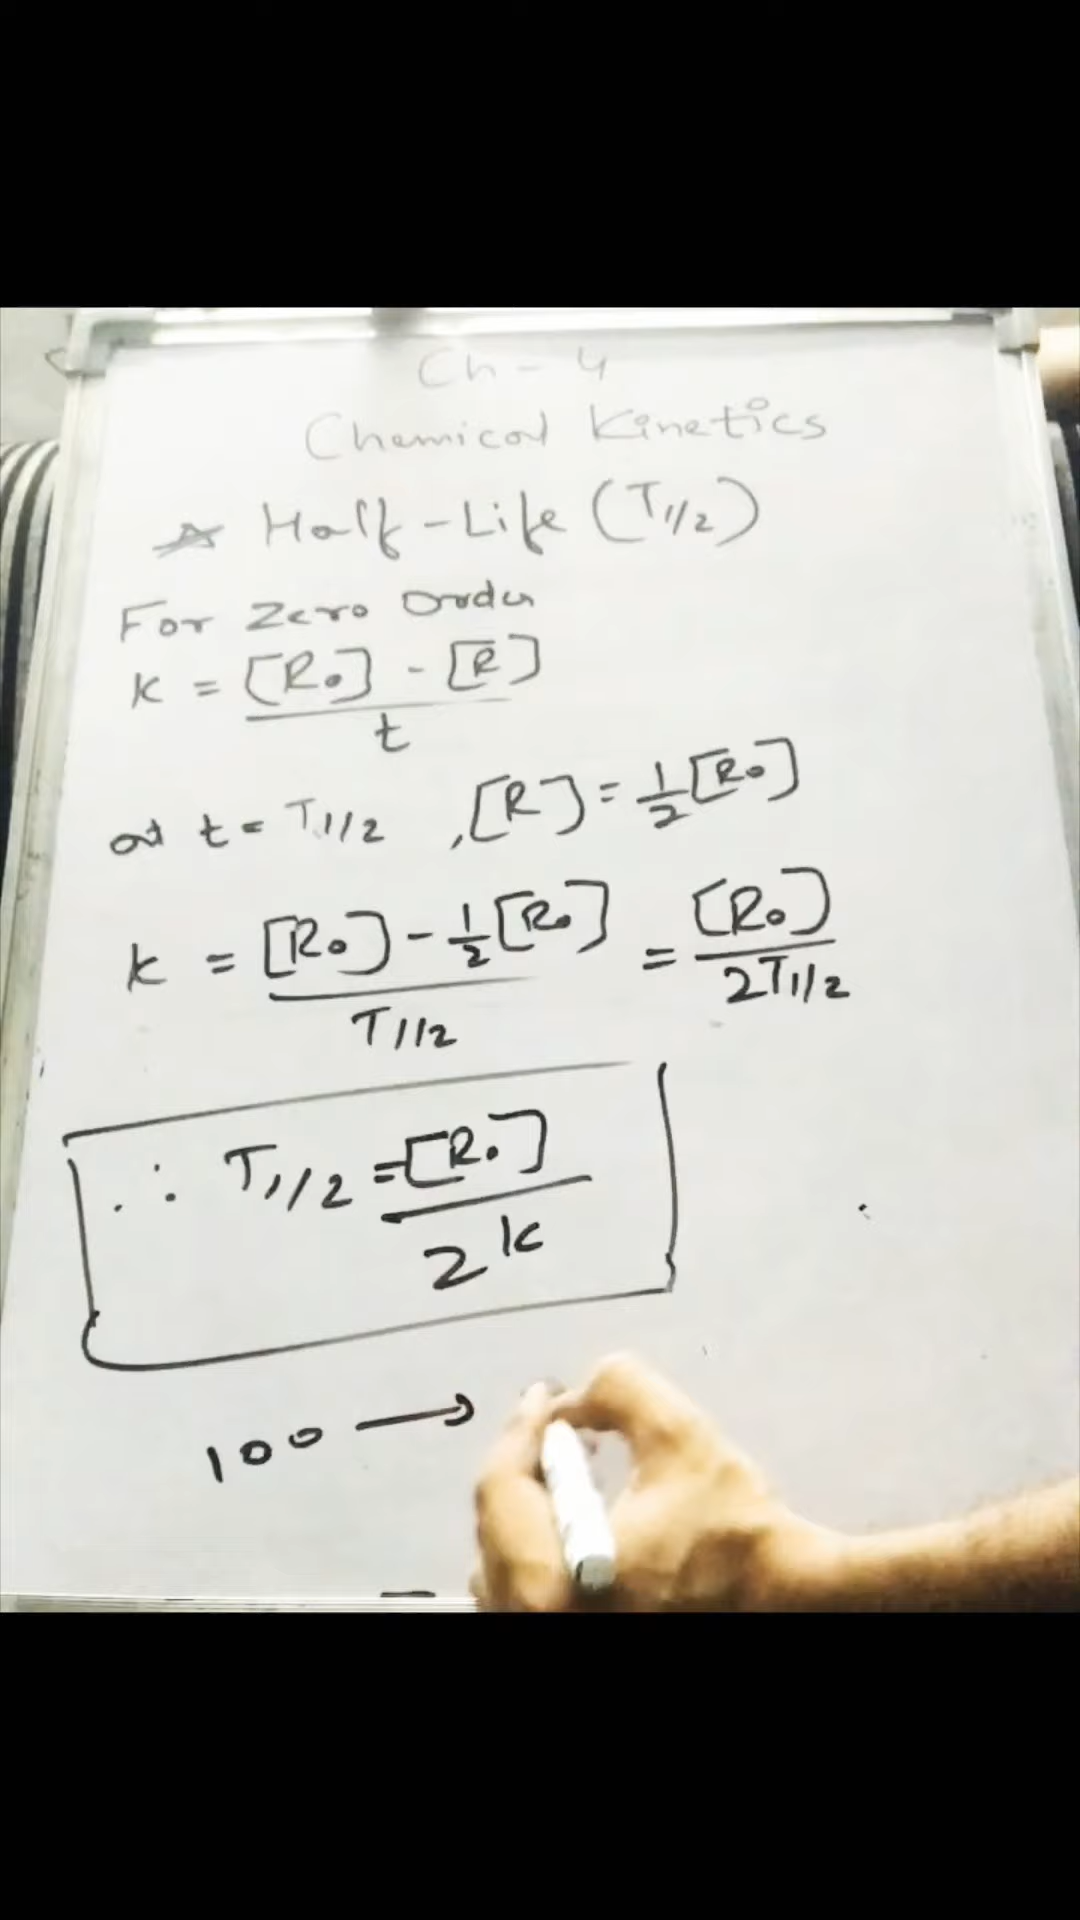 Ch - 4
Chemical Kinetics
Half-Life (T1/2)
For Zero Order
K = [R₀] - [R] / t
at t = T1/2 , [R] = 1/2 [R₀]
K = [R₀] - 1/2 [R₀] / T1/2 = [R₀] / 2T1/2
∴ T1/2 = [R₀] / 2K
100 →